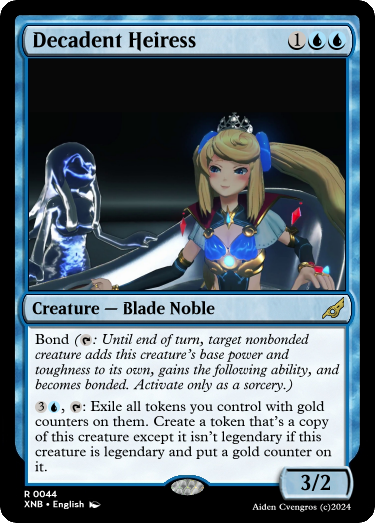 Decadent Heiress
1
Creature — Blade Noble
Bond (: Until end of turn, target nonbonded
creature adds this creature's base power and
toughness to its own, gains the following ability, and
becomes bonded. Activate only as a sorcery.)
3, : Exile all tokens you control with gold
counters on them. Create a token that's a copy
of this creature except it isn't legendary if this
creature is legendary and put a gold counter on
it.
3/2
R 0044
XNB • English
Aiden Cvengros (c)2024